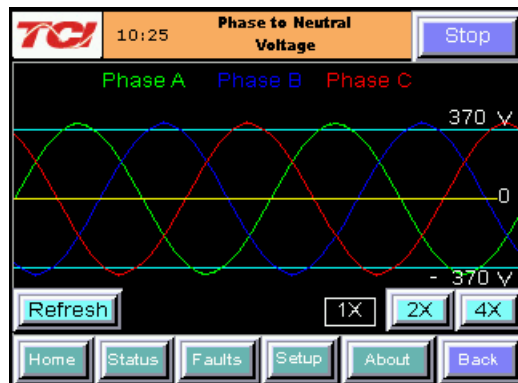 TCI
10:25
Phase to Neutral
Voltage
Stop
Phase A Phase B Phase C
370 V
0
- 370 V
Refresh
1X
2X
4X
Home
Status
Faults
Setup
About
Back